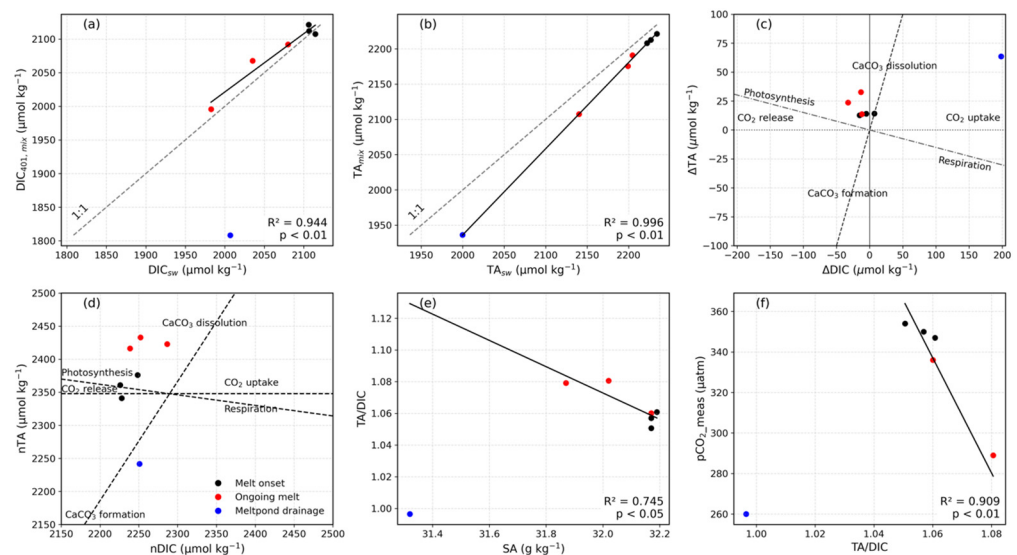 (a)
2100
2050
2000
1950
1900
1850
1800
DIC401, mix (μmol kg⁻¹)
1:1
R² = 0.944
p < 0.01
1800 1850 1900 1950 2000 2050 2100
DICsw (μmol kg⁻¹)
(b)
2200
2150
2100
2050
2000
1950
TAmix (μmol kg⁻¹)
1:1
R² = 0.996
p < 0.01
1950 2000 2050 2100 2150 2200
TAsw (μmol kg⁻¹)
(c)
100
75
50
25
0
−25
−50
−75
−100
ΔTA (μmol kg⁻¹)
CaCO₃ dissolution
Photosynthesis
CO₂ release
CO₂ uptake
Respiration
CaCO₃ formation
−200 −150 −100 −50 0 50 100 150 200
ΔDIC (μmol kg⁻¹)
(d)
2500
2450
2400
2350
2300
2250
2200
2150
nTA (μmol kg⁻¹)
CaCO₃ dissolution
Photosynthesis
CO₂ release
CO₂ uptake
Respiration
Melt onset
Ongoing melt
Meltpond drainage
CaCO₃ formation
2150 2200 2250 2300 2350 2400 2450 2500
nDIC (μmol kg⁻¹)
(e)
1.12
1.10
1.08
1.06
1.04
1.02
1.00
TA/DIC
R² = 0.745
p < 0.05
31.4 31.6 31.8 32.0 32.2
SA (g kg⁻¹)
(f)
360
340
320
300
280
260
pCO₂_meas (μatm)
R² = 0.909
p < 0.01
1.00 1.02 1.04 1.06 1.08
TA/DIC